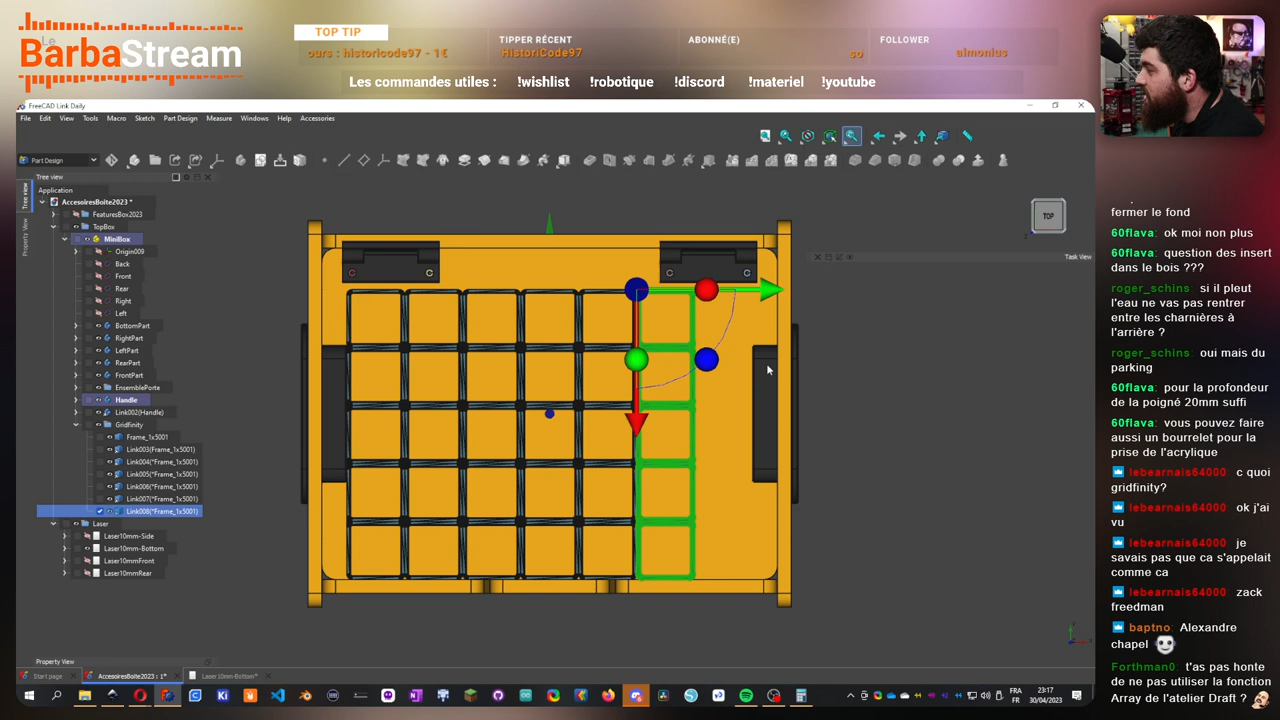 Le
BarbaStream
TOP TIP
ours : historicode97 - 1€
TIPPER RÉCENT
HistoriCode97
ABONNÉ(E)
so
FOLLOWER
almonius
Les commandes utiles : !wishlist !robotique !discord !materiel !youtube
FreeCAD Link Daily
File Edit View Tools Macro Sketch Part Design Measure Windows Help Accessories
Part Design
Tree view
Tree view
Property View
Application
AccesoiresBoite2023 *
FeaturesBox2023
TopBox
MiniBox
Origin009
Back
Front
Rear
Right
Left
BottomPart
RightPart
LeftPart
RearPart
FrontPart
EnsemblePorte
Handle
Link002(Handle)
Gridfinity
Frame_1x5001
Link003(Frame_1x5001)
Link004(*Frame_1x5001)
Link005(*Frame_1x5001)
Link006(*Frame_1x5001)
Link007(*Frame_1x5001)
Link008(*Frame_1x5001)
Laser
Laser10mm-Side
Laser10mm-Bottom
Laser10mmFront
Laser10mmRear
TOP
Task View
Property View
Start page
AccesoiresBoite2023 : 1*
Laser10mm-Bottom*
FRA
FR
23:17
30/04/2023
fermer le fond
60flava: ok moi non plus
60flava: question des insert
dans le bois ???
roger_schins: si il pleut
l'eau ne vas pas rentrer
entre les charnières à
l'arrière ?
roger_schins: oui mais du
parking
60flava: pour la profondeur
de la poigné 20mm suffi
60flava: vous pouvez faire
aussi un bourrelet pour la
prise de l'acrylique
lebearnais64000: c quoi
gridfinity?
lebearnais64000: ok j'ai
vu
lebearnais64000: je
savais pas que ca s'appelait
comme ca
lebearnais64000: zack
freedman
baptno: Alexandre
chapel
Forthman0: t'as pas honte
de ne pas utiliser la fonction
Array de l'atelier Draft ?